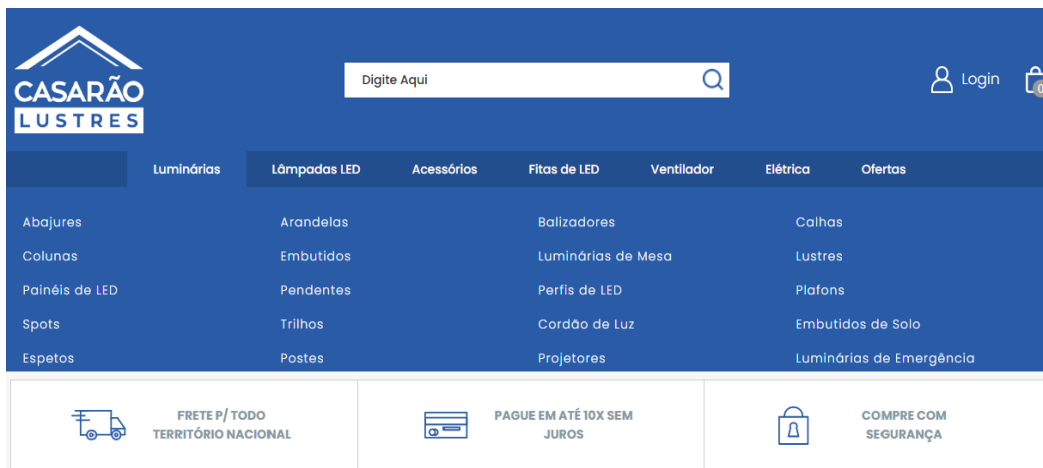 CASARÃO
LUSTRES
Digite Aqui
Login
0
Luminárias Lâmpadas LED Acessórios Fitas de LED Ventilador Elétrica Ofertas
Abajures Arandelas Balizadores Calhas
Colunas Embutidos Luminárias de Mesa Lustres
Painéis de LED Pendentes Perfis de LED Plafons
Spots Trilhos Cordão de Luz Embutidos de Solo
Espetos Postes Projetores Luminárias de Emergência
FRETE P/ TODO
TERRITÓRIO NACIONAL
PAGUE EM ATÉ 10X SEM
JUROS
COMPRE COM
SEGURANÇA